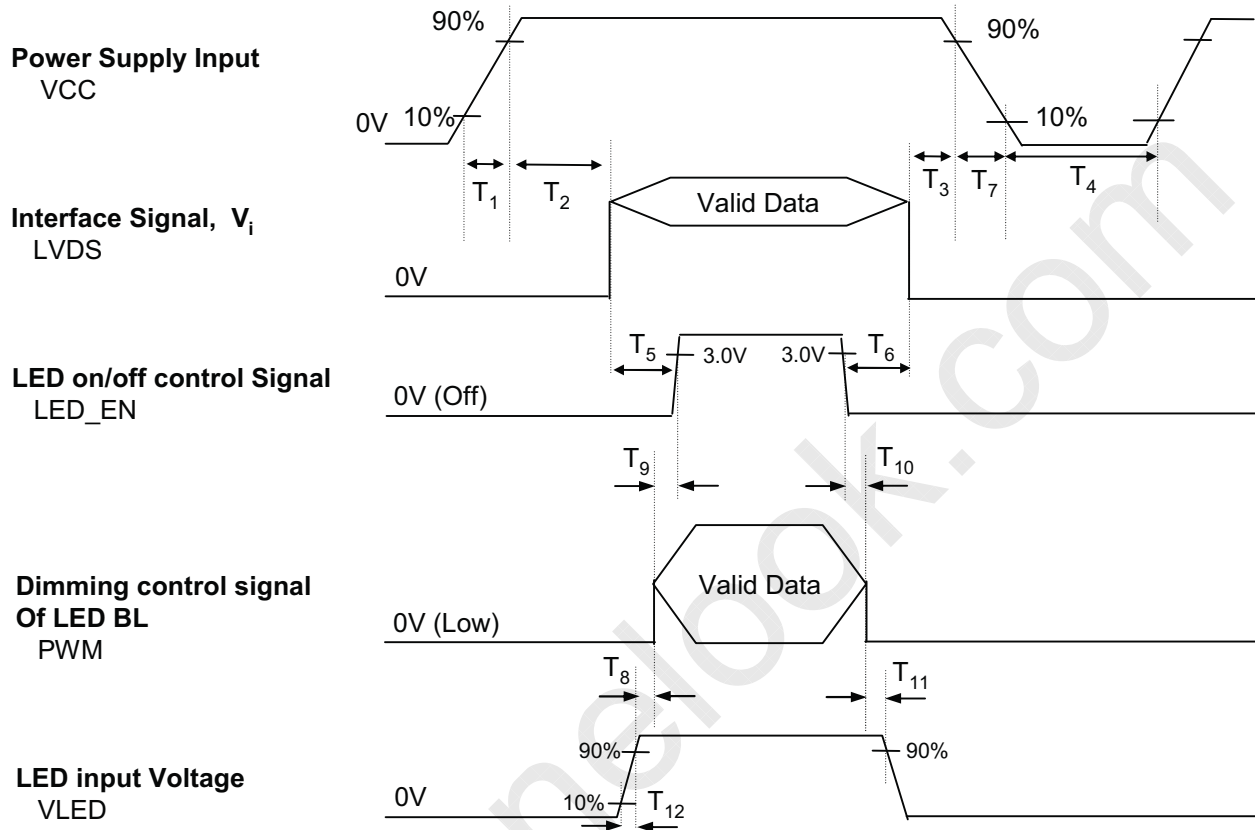 90%
90%
Power Supply Input
VCC
0V
10%
10%
T1
T2
T3
T7
T4
Valid Data
Interface Signal, Vi
LVDS
0V
T5
3.0V
3.0V
T6
LED on/off control Signal
LED_EN
0V (Off)
T9
T10
Dimming control signal
Of LED BL
PWM
Valid Data
0V (Low)
T8
T11
90%
90%
LED input Voltage
VLED
0V
10%
T12
nelook.com